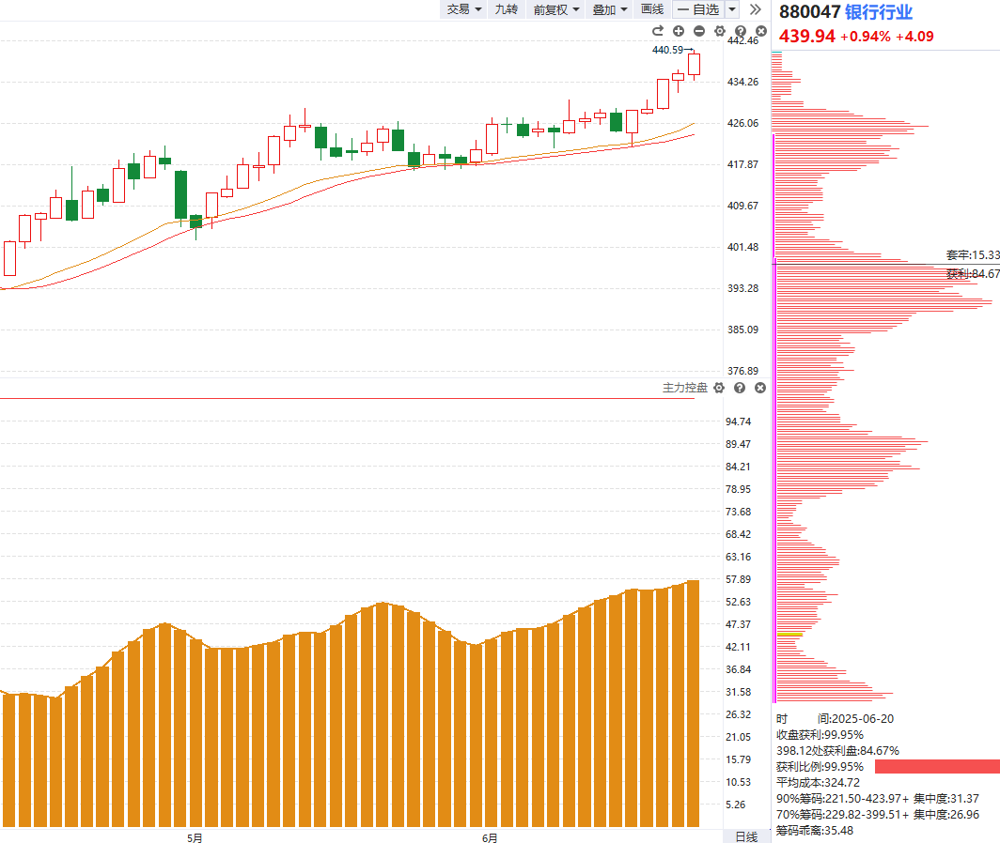 交易 九转 前复权 叠加 画线 一自选
880047 银行行业
439.94 +0.94% +4.09
440.59
442.46
434.26
426.06
417.87
409.67
401.48
393.28
385.09
376.89
套牢:15.33
获利:84.67
主力控盘
94.74
89.47
84.21
78.95
73.68
68.42
63.16
57.89
52.63
47.37
42.11
36.84
31.58
26.32
21.05
15.79
10.53
5.26
5月 6月 日线
时 间:2025-06-20
收盘获利:99.95%
398.12处获利盘:84.67%
获利比例:99.95%
平均成本:324.72
90%筹码:221.50-423.97+ 集中度:31.37
70%筹码:229.82-399.51+ 集中度:26.96
筹码乖离:35.48